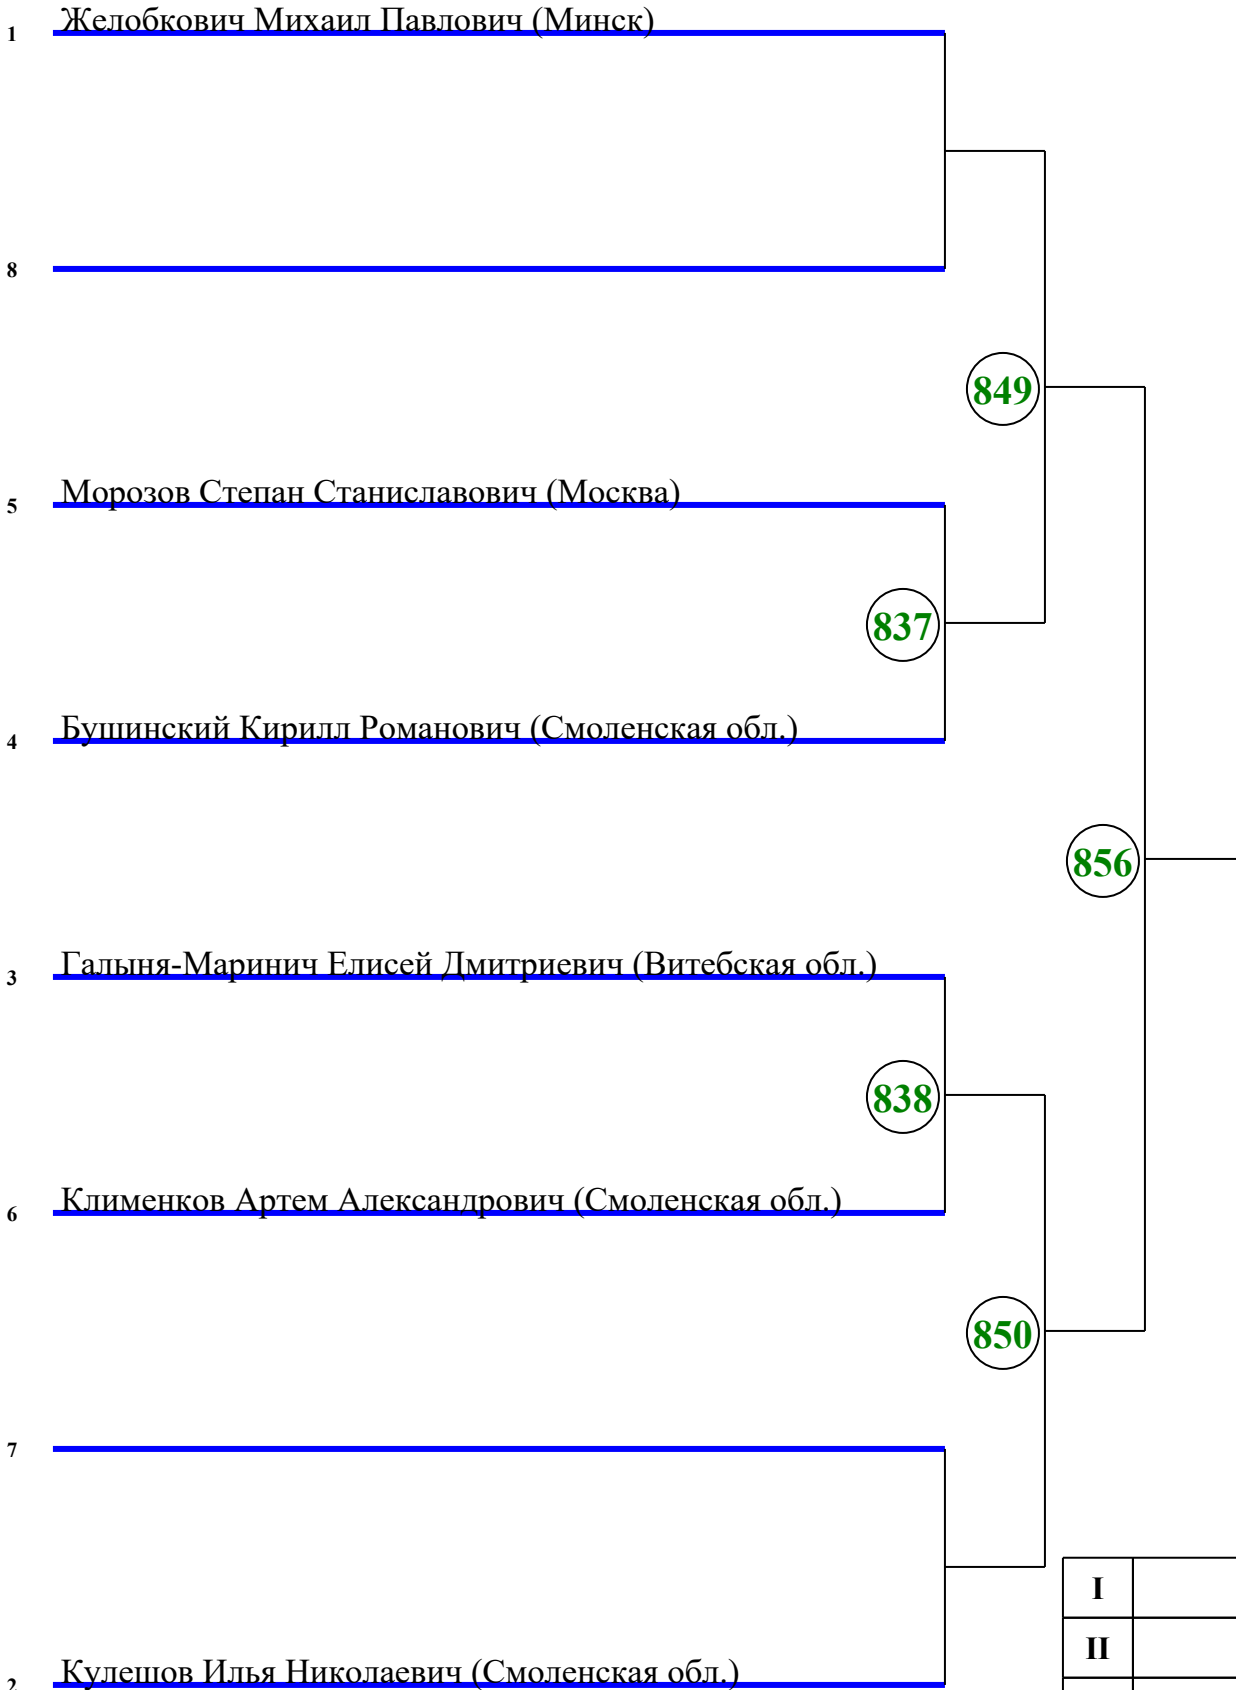 1 Желобкович Михаил Павлович (Минск)
8
849
5 Морозов Степан Станиславович (Москва)
837
4 Бушинский Кирилл Романович (Смоленская обл.)
856
3 Галыня-Маринич Елисей Дмитриевич (Витебская обл.)
838
6 Клименков Артем Александрович (Смоленская обл.)
850
7
I
II
2 Кулешов Илья Николаевич (Смоленская обл.)